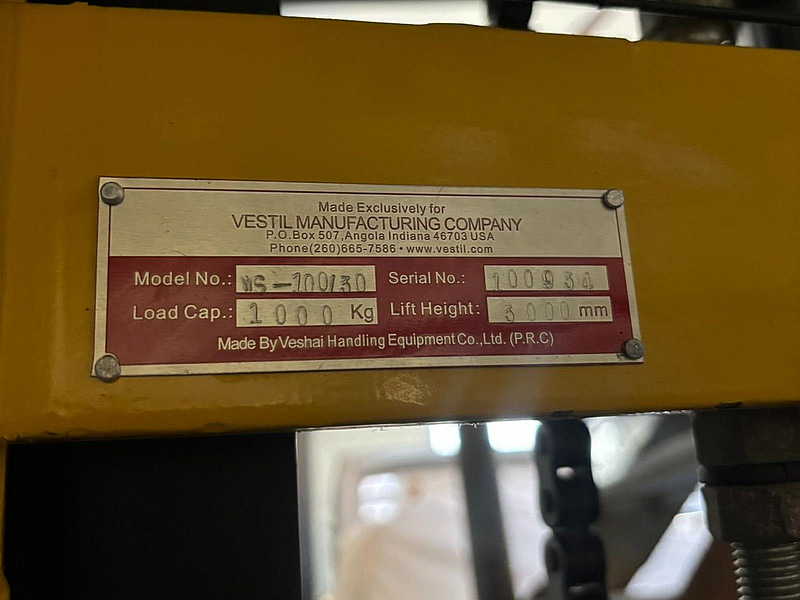 Made Exclusively for
VESTIL MANUFACTURING COMPANY
P.O.Box 507,Angola Indiana 46703 USA
Phone(260)665-7586 • www.vestil.com
Model No.: WS-100/30 Serial No.: 100934
Load Cap.: 1000 Kg Lift Height: 3000 mm
Made By Veshai Handling Equipment Co.,Ltd. (P.R.C)